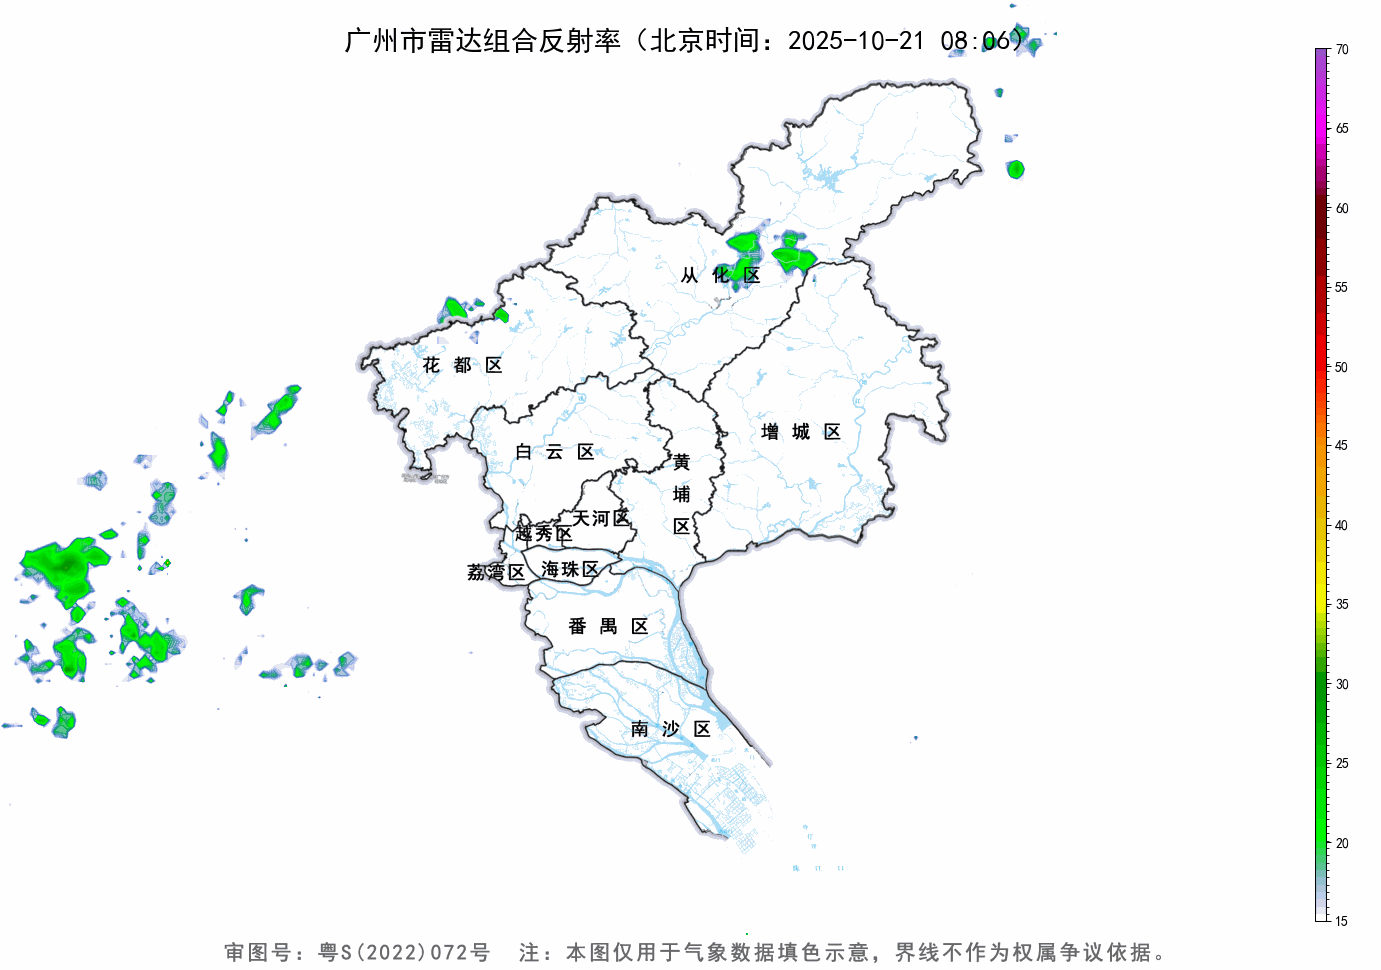 广州市雷达组合反射率（北京时间：2025-10-21 08:06）
70
65
60
55
50
45
40
35
30
25
20
15
从化区
花都区
增城区
白云区
黄埔区
天河区
越秀区
荔湾区
海珠区
番禺区
南沙区
审图号：粤S(2022)072号 注：本图仅用于气象数据填色示意，界线不作为权属争议依据。